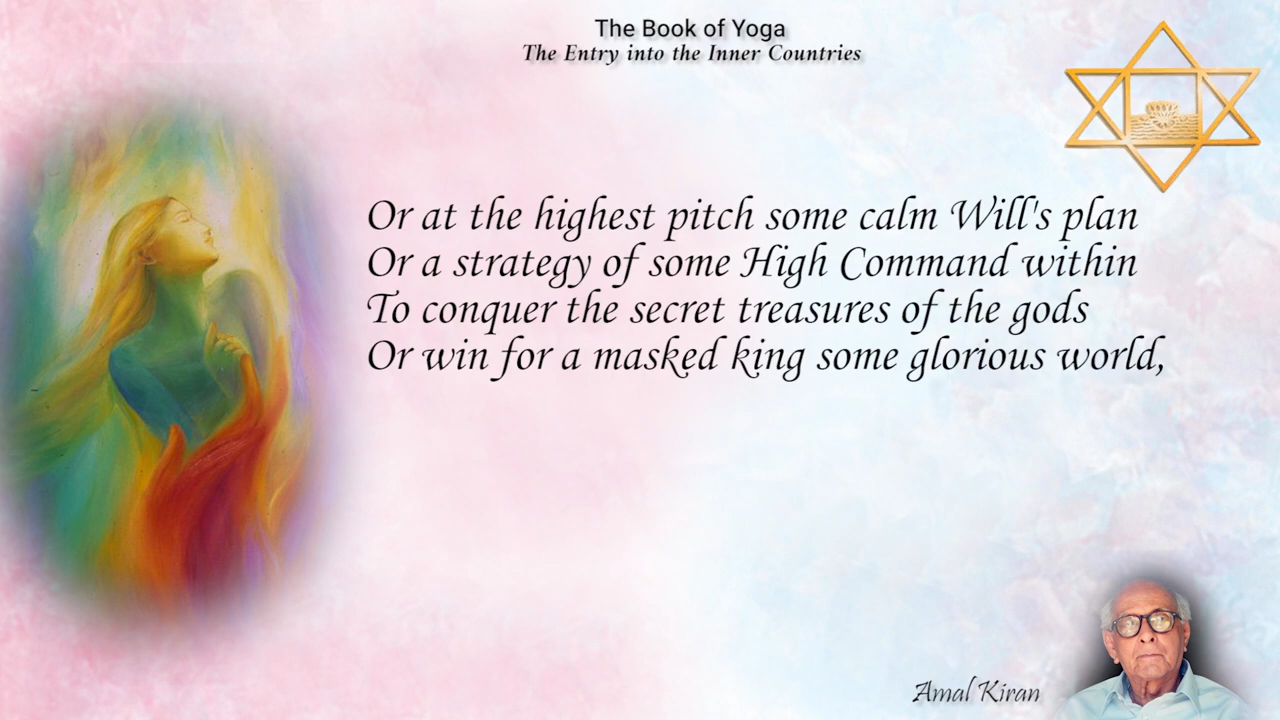 The Book of Yoga
The Entry into the Inner Countries
Or at the highest pitch some calm Will's plan
Or a strategy of some High Command within
To conquer the secret treasures of the gods
Or win for a masked king some glorious world,
Amal Kiran